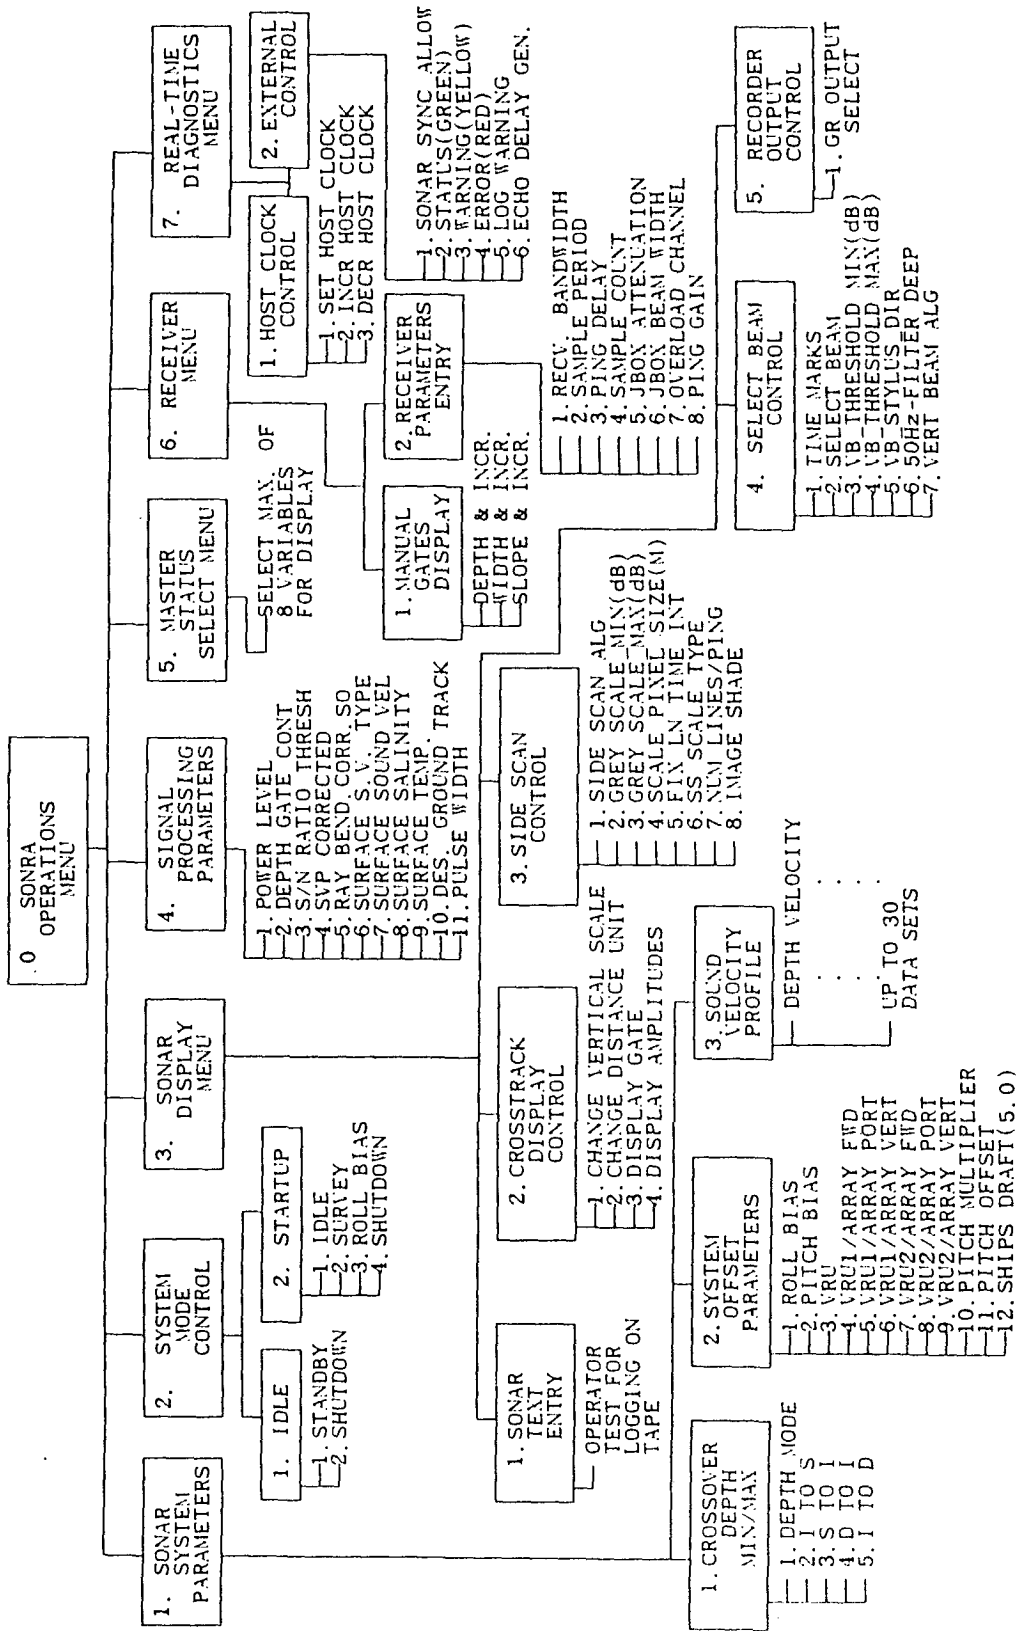 0 SONRA
OPERATIONS
MENU
1. SONAR
SYSTEM
PARAMETERS
2. SYSTEM
MODE
CONTROL
3. SONAR
DISPLAY
MENU
4. SIGNAL
PROCESSING
PARAMETERS
5. MASTER
STATUS
SELECT MENU
6. RECEIVER
MENU
7. REAL-TIME
DIAGNOSTICS
MENU
1. IDLE
1. STANDBY
2. SHUTDOWN
2. STARTUP
1. IDLE
2. SURVEY
3. ROLL BIAS
4. SHUTDOWN
1. POWER LEVEL
2. DEPTH GATE CONT
3. S/N RATIO THRESH
4. SVP CORRECTED
5. RAY BEND.CORR.SO
6. SURFACE S.V. TYPE
7. SURFACE SOUND VEL
8. SURFACE SALINITY
9. SURFACE TEMP.
10. DES. GROUND TRACK
11. PULSE WIDTH
SELECT MAX. OF
8 VARIABLES
FOR DISPLAY
1. HOST CLOCK
CONTROL
1. SET HOST CLOCK
2. INCR HOST CLOCK
3. DECR HOST CLOCK
2. EXTERNAL
CONTROL
1. SONAR SYNC ALLOW
2. STATUS(GREEN)
3. WARNING(YELLOW)
4. ERROR(RED)
5. LOG WARNING
6. ECHO DELAY GEN.
1. MANUAL
GATES
DISPLAY
DEPTH & INCR.
WIDTH & INCR.
SLOPE & INCR.
2. RECEIVER
PARAMETERS
ENTRY
1. RECV. BANDWIDTH
2. SAMPLE PERIOD
3. PING DELAY
4. SAMPLE COUNT
5. JBOX ATTENUATION
6. JBOX BEAM WIDTH
7. OVERLOAD CHANNEL
8. PING GAIN
1. SONAR
TEXT
ENTRY
OPERATOR
TEST FOR
LOGGING ON
TAPE
2. CROSSTRACK
DISPLAY
CONTROL
1. CHANGE VERTICAL SCALE
2. CHANGE DISTANCE UNIT
3. DISPLAY GATE
4. DISPLAY AMPLITUDES
3. SIDE SCAN
CONTROL
1. SIDE SCAN ALG
2. GREY SCALE-MIN(dB)
3. GREY SCALE-MAX(dB)
4. SCALE PIXEL SIZE(M)
5. FIX LN TIME INT
6. SS SCALE TYPE
7. NUM LINES/PING
8. IMAGE SHADE
4. SELECT BEAM
CONTROL
1. TIME MARKS
2. SELECT BEAM
3. VB-THRESHOLD MIN(dB)
4. VB_THRESHOLD MAX(dB)
5. VB-STYLUS DIR
6. 50Hz-FILTER DEEP
7. VERT BEAM ALG
5. RECORDER
OUTPUT
CONTROL
1. GR OUTPUT
SELECT
1. CROSSOVER
DEPTH
MIN/MAX
1. DEPTH MODE
2. I TO S
3. S TO I
4. D TO I
5. I TO D
2. SYSTEM
OFFSET
PARAMETERS
1. ROLL BIAS
2. PITCH BIAS
3. VRU
4. VRU1/ARRAY FWD
5. VRU1/ARRAY PORT
6. VRU1/ARRAY VERT
7. VRU2/ARRAY FWD
8. VRU2/ARRAY PORT
9. VRU2/ARRAY VERT
10. PITCH MULTIPLIER
11. PITCH OFFSET
12. SHIPS DRAFT(5.0)
3. SOUND
VELOCITY
PROFILE
DEPTH VELOCITY
. .
. .
. .
UP TO 30
DATA SETS